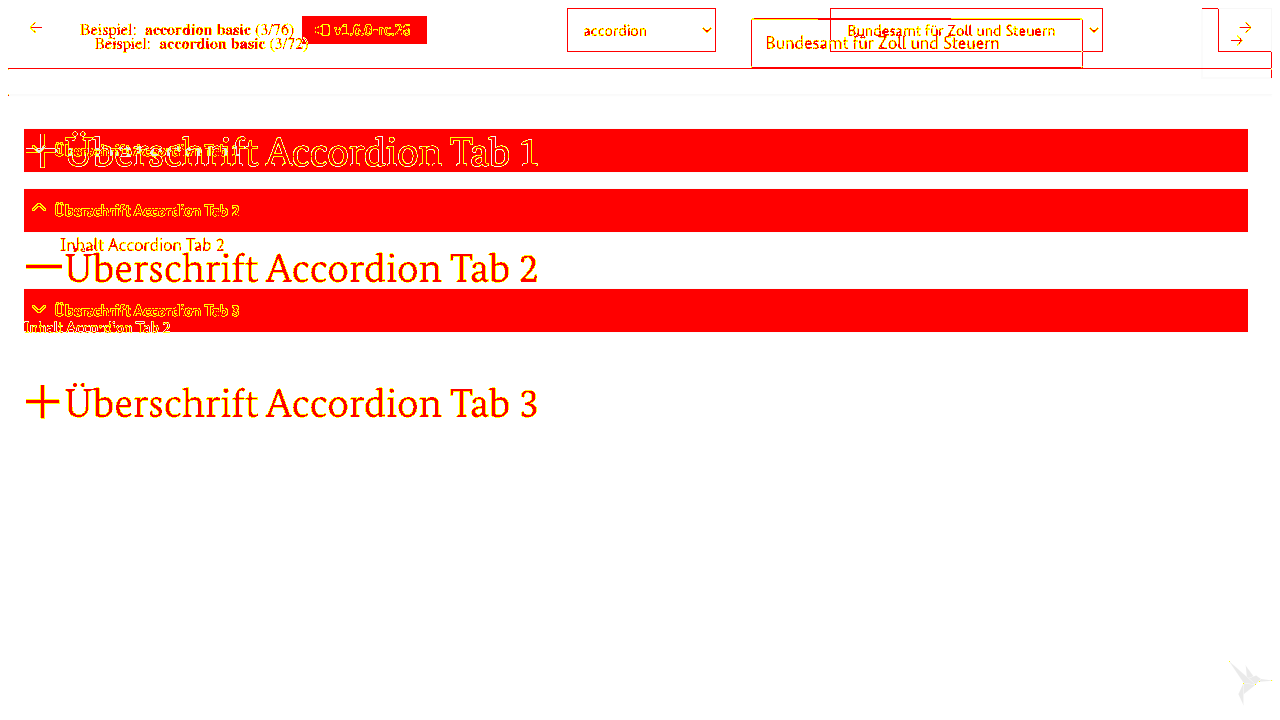 Beispiel: accordion basic (3/76) v1.6.0-rc.26 accordion Bundesamt für Zoll und Steuern
Beispiel: accordion basic (3/72) Bundesamt für Zoll und Steuern
Überschrift Accordion Tab 1
Überschrift Accordion Tab 1
Überschrift Accordion Tab 2
Inhalt Accordion Tab 2
Überschrift Accordion Tab 2
Überschrift Accordion Tab 3
Inhalt Accordion Tab 2
Überschrift Accordion Tab 3